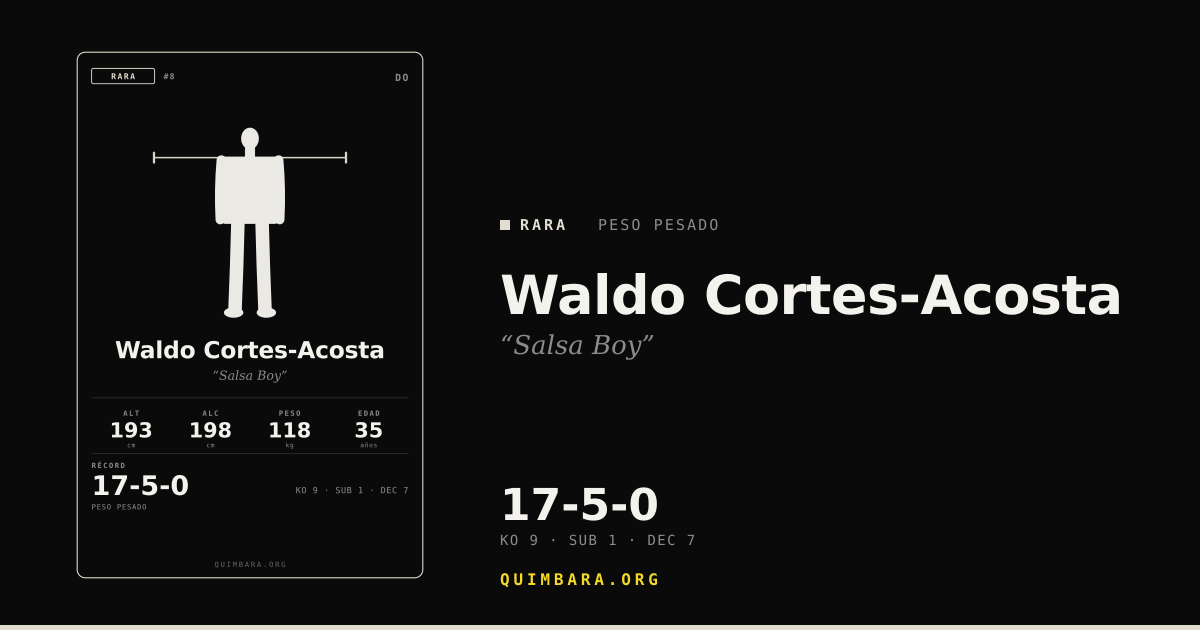 RARA #8 DO
Waldo Cortes-Acosta
“Salsa Boy”
ALT ALC PESO EDAD
193 198 118 35
cm cm kg años
RÉCORD
17-5-0
KO 9 · SUB 1 · DEC 7
PESO PESADO
QUIMBARA.ORG
RARA PESO PESADO
Waldo Cortes-Acosta
“Salsa Boy”
17-5-0
KO 9 · SUB 1 · DEC 7
QUIMBARA.ORG